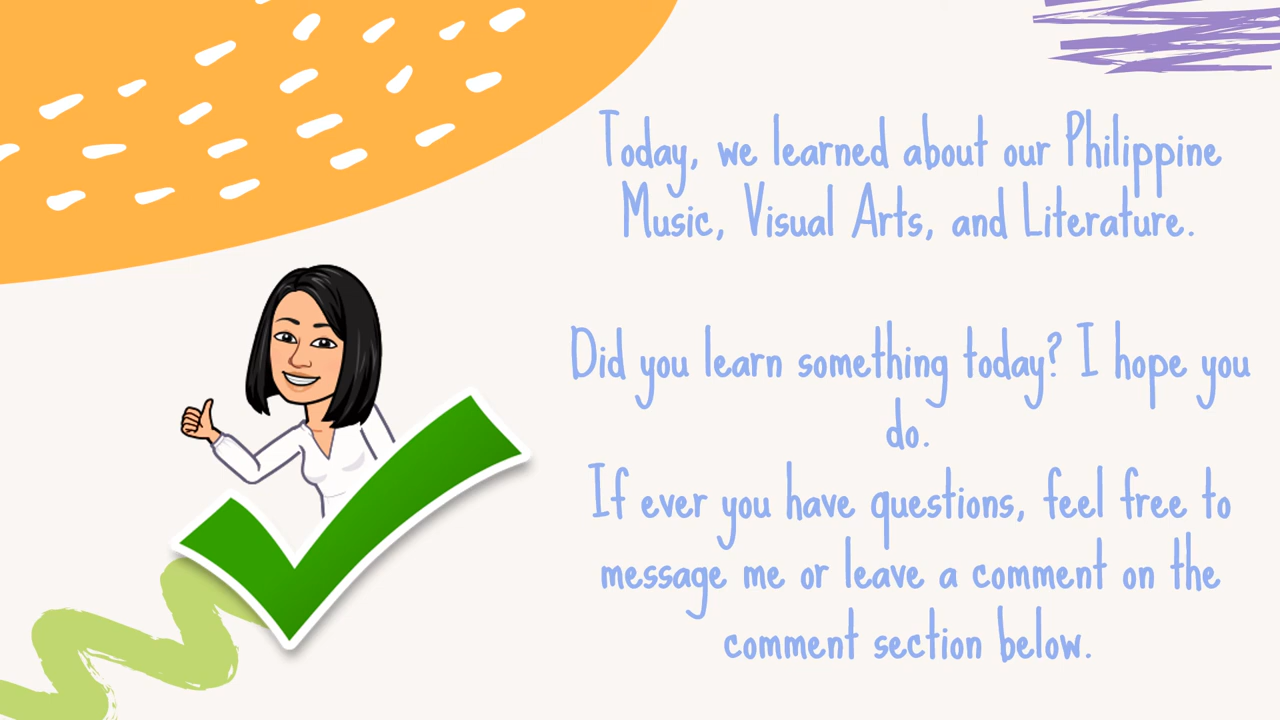 Today, we learned about our Philippine
Music, Visual Arts, and Literature.
Did you learn something today? I hope you
do.
If ever you have questions, feel free to
message me or leave a comment on the
comment section below.